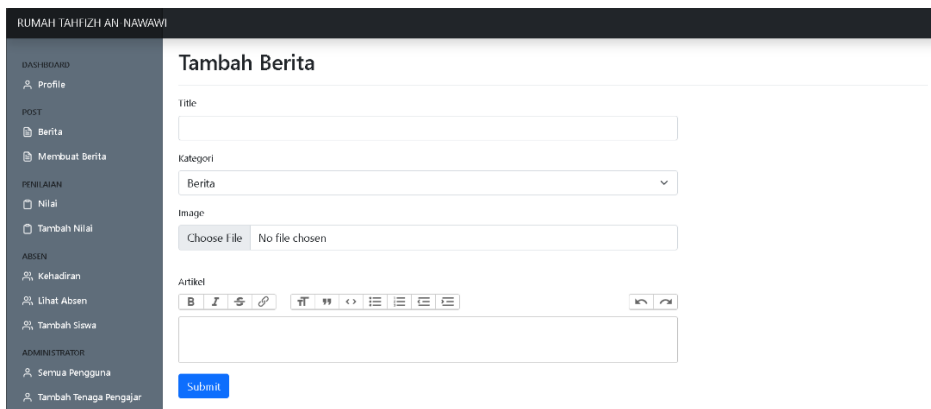 RUMAH TAHFIZH AN-NAWAWI
DASHBOARD
Profile
POST
Berita
Membuat Berita
PENILAIAN
Nilai
Tambah Nilai
ABSEN
Kehadiran
Lihat Absen
Tambah Siswa
ADMINISTRATOR
Semua Pengguna
Tambah Tenaga Pengajar
Tambah Berita
Title
Kategori
Berita
Image
Choose File No file chosen
Artikel
Submit